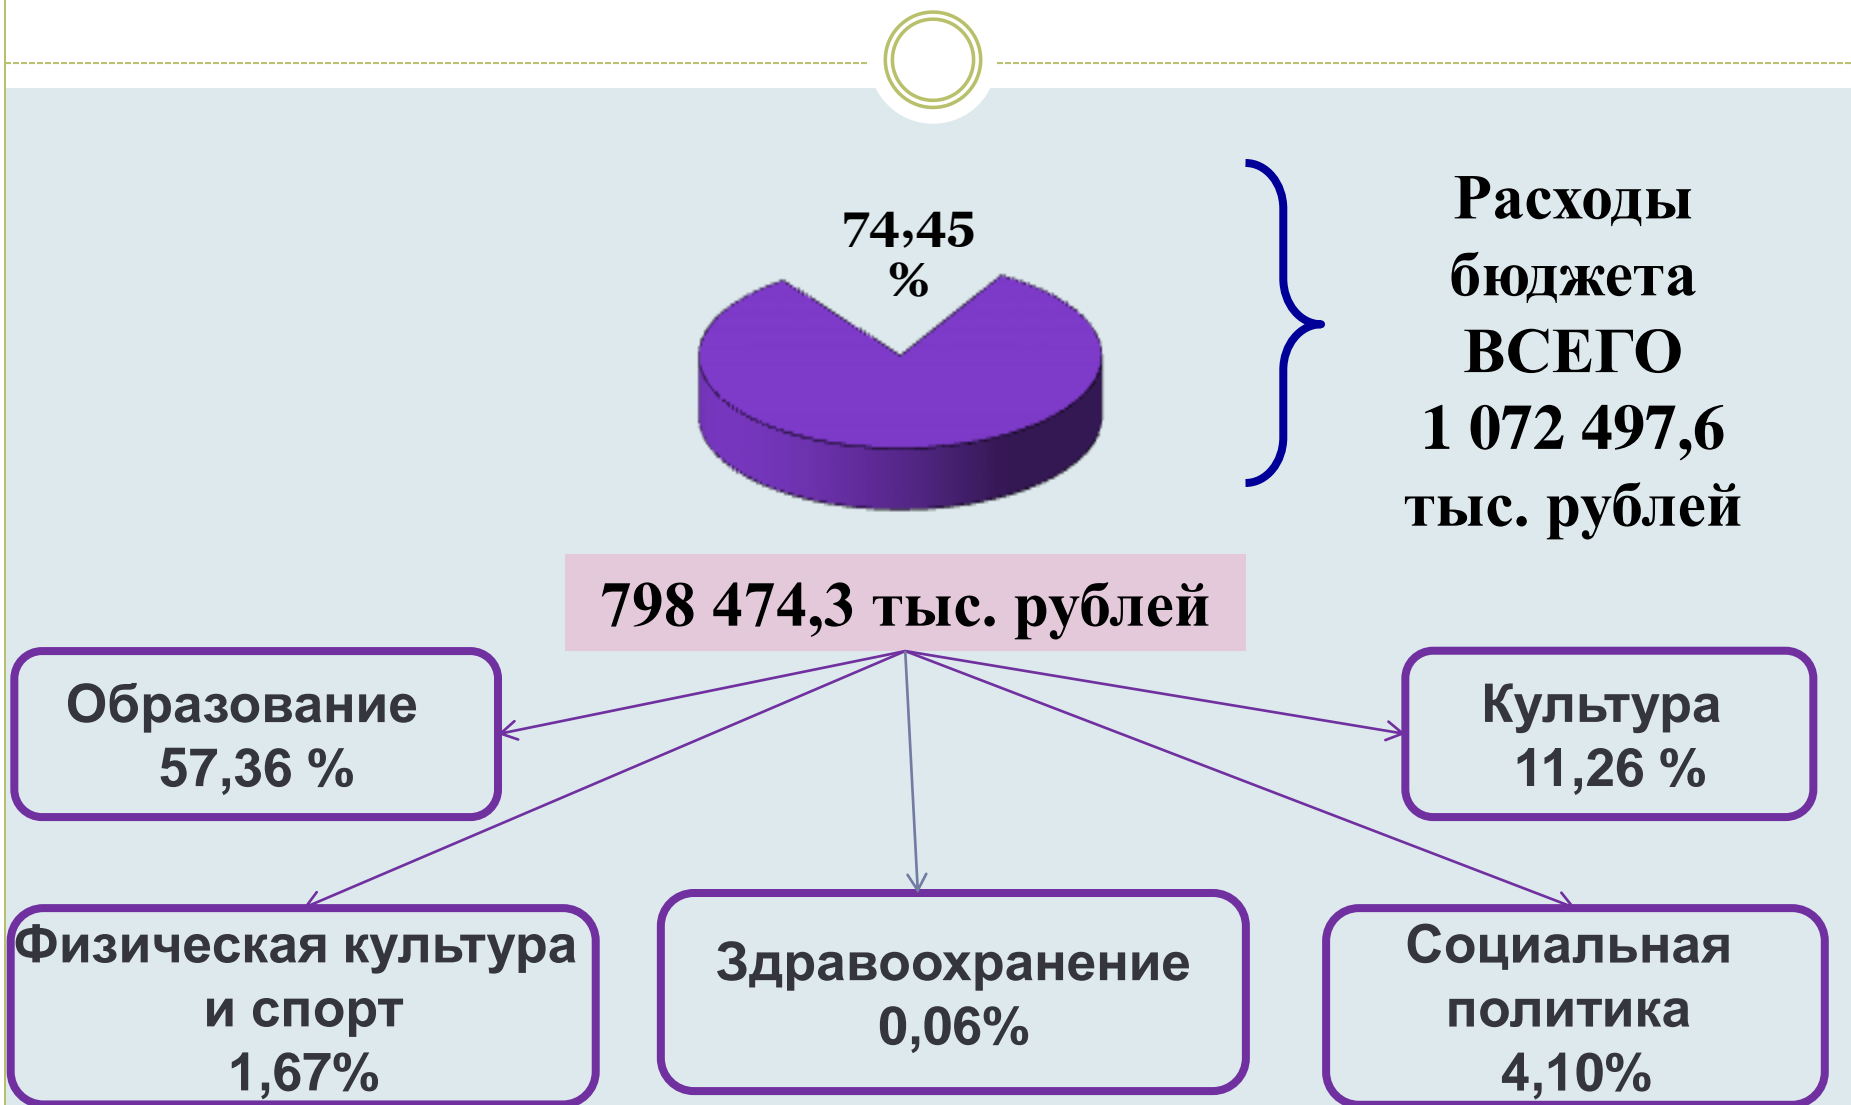 74,45
%
Расходы
бюджета
ВСЕГО
1 072 497,6
тыс. рублей
798 474,3 тыс. рублей
Образование
57,36 %
Культура
11,26 %
Физическая культура
и спорт
1,67%
Здравоохранение
0,06%
Социальная
политика
4,10%